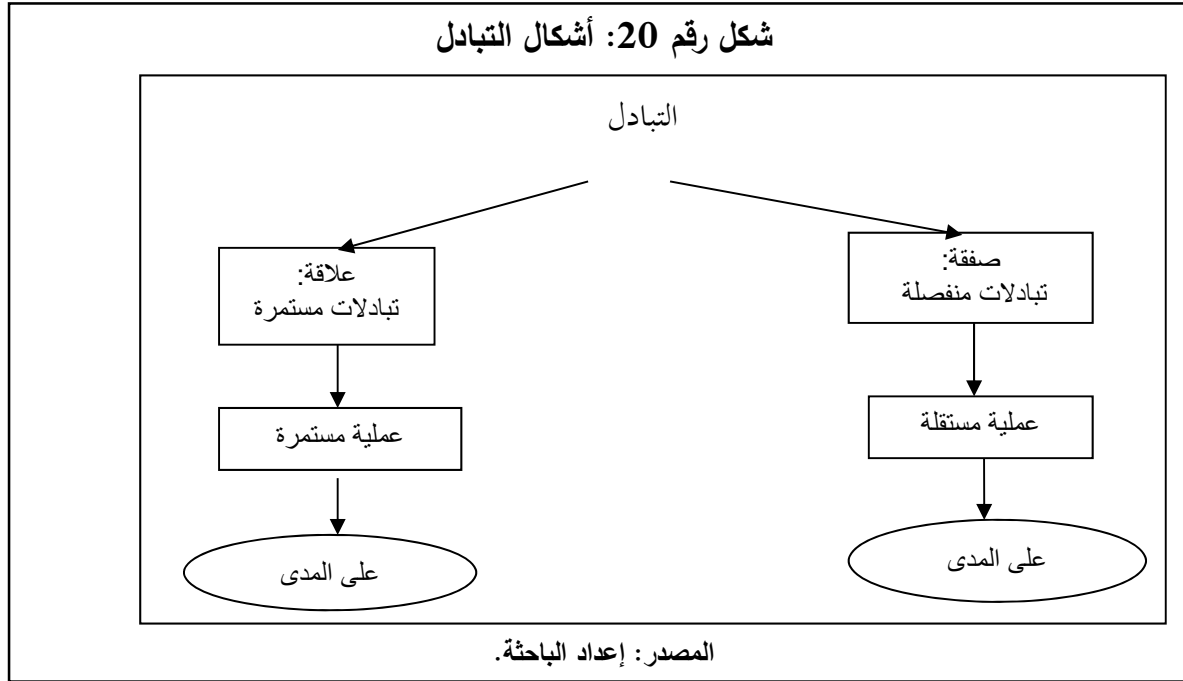 شكل رقم 20: أشكال التبادل
التبادل
صفقة:
تبادلات منفصلة
علاقة:
تبادلات مستمرة
عملية مستقلة
عملية مستمرة
على المدى
على المدى
المصدر: إعداد الباحثة.